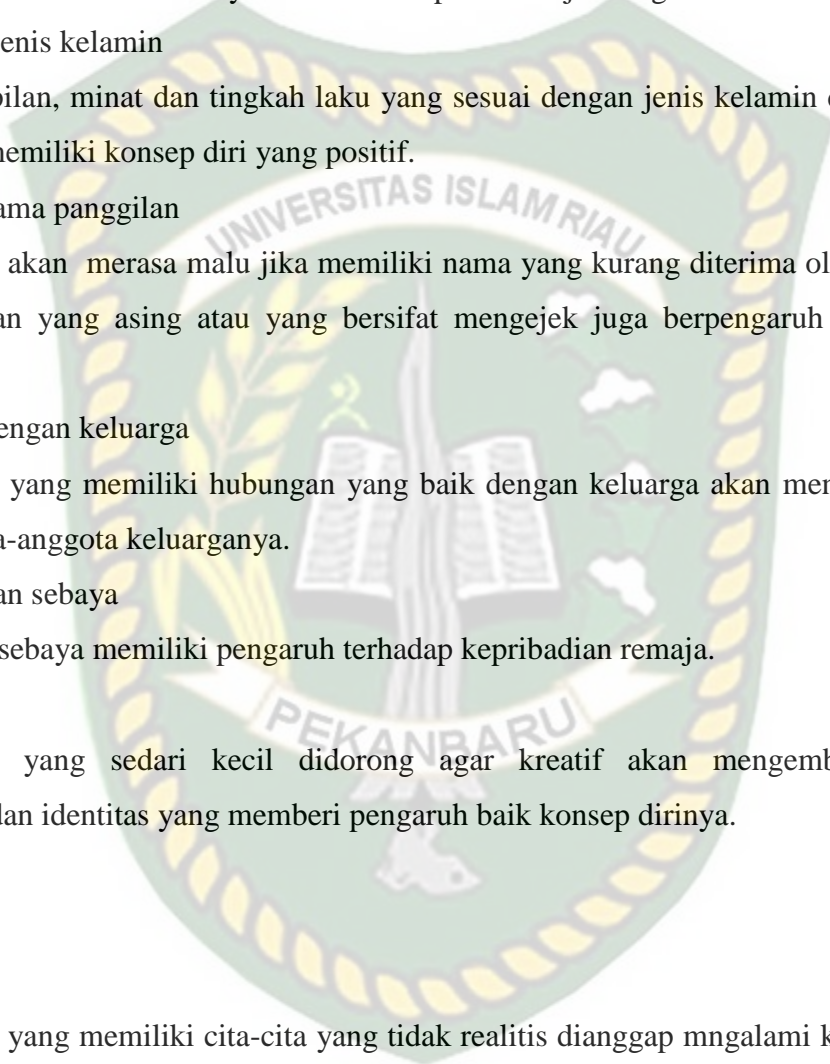 enis kelamin
ilan, minat dan tingkah laku yang sesuai dengan jenis kelamin
emiliki konsep diri yang positif.
ama panggilan
UNIVERSITAS ISLAM RIAU
akan merasa malu jika memiliki nama yang kurang diterima ol
an yang asing atau yang bersifat mengejek juga berpengaruh
engan keluarga
yang memiliki hubungan yang baik dengan keluarga akan men
a-anggota keluarganya.
an sebaya
sebaya memiliki pengaruh terhadap kepribadian remaja.
PEKANBARU
yang sedari kecil didorong agar kreatif akan mengemb
dan identitas yang memberi pengaruh baik konsep dirinya.
yang memiliki cita-cita yang tidak realitis dianggap mngalami k